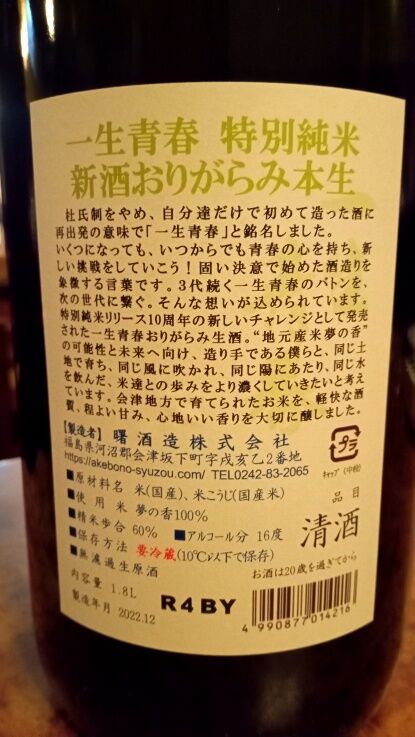 一生青春 特別純米
新酒おりがらみ本生
杜氏制をやめ、自分達だけで初めて造った酒に
再出発の意味で「一生青春」と銘名しました。
いくつになっても、いつからでも青春の心を持ち、新
しい挑戦をしていこう！固い決意で始めた酒造りを
象徴する言葉です。3代続く一生青春のバトンを、
次の世代に繋ぐ。そんな想いが込められています。
特別純米リリース10周年の新しいチャレンジとして発売
された一生青春おりがらみ生酒。“地元産米夢の香”
の可能性と未来へ向け、造り手である僕らと、同じ土
地で育ち、同じ風に吹かれ、同じ陽にあたり、同じ水
を飲んだ、米達との歩みをより濃くしていきたいと考え
ています。会津地方で育てられたお米を、軽快な酒
質、程よい甘み、心地いい香りを大切に醸しました。
【製造者】曙酒造株式会社
福島県河沼郡会津坂下町字戌亥乙2番地
https://akebono-syuzou.com/ TEL0242-83-2065
プラ
キャップ (中栓)
■原材料名 米(国産)、米こうじ(国産米)
■使用米 夢の香100%
■精米歩合 60% ■アルコール分 16度
■保存方法 要冷蔵(10℃以下で保存)
■無濾過生原酒
品目
清酒
お酒は20歳を過ぎてから
内容量 1.8L
製造年月 2022.12
R4BY
4 990877 014216